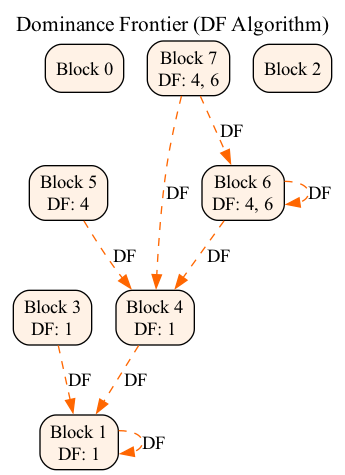 Dominance Frontier (DF Algorithm)
Block 0
Block 7
DF: 4, 6
Block 2
DF
DF
Block 5
DF: 4
Block 6
DF: 4, 6
DF
DF
DF
Block 3
DF: 1
Block 4
DF: 1
DF
DF
Block 1
DF: 1
DF